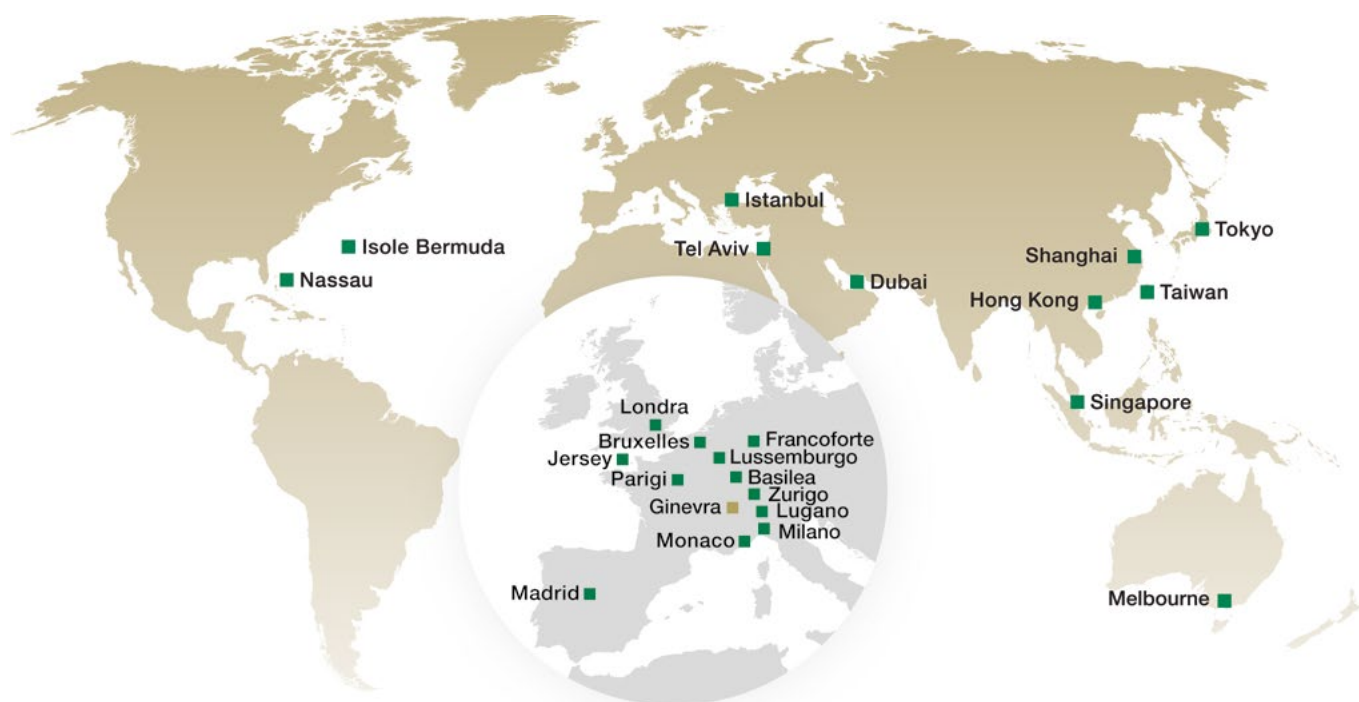 Istanbul
Tokyo
Isole Bermuda
Tel Aviv
Shanghai
Nassau
Dubai
Taiwan
Hong Kong
Singapore
Londra
Bruxelles
Francoforte
Jersey
Lussemburgo
Parigi
Basilea
Zurigo
Ginevra
Lugano
Milano
Monaco
Madrid
Melbourne